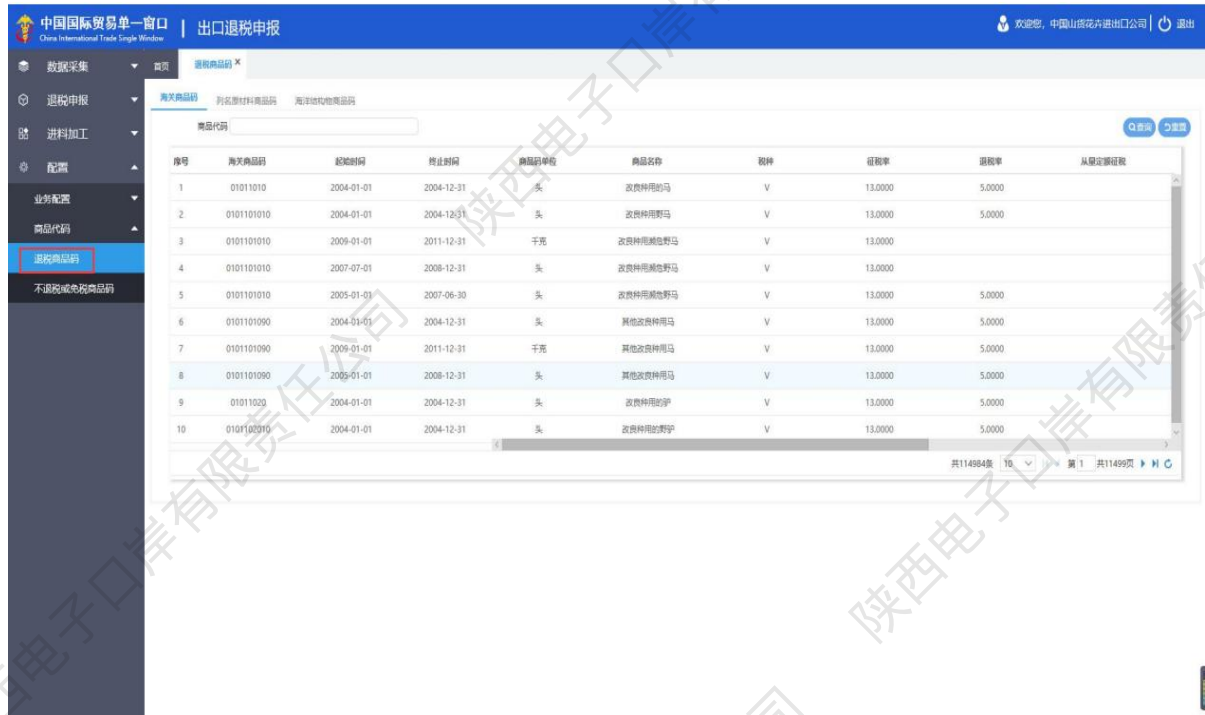 中国国际贸易单一窗口 | 出口退税申报 欢迎您，中国山货花卉进出口公司 | 退出
China International Trade Single Window
数据采集
退税申报
进料加工
配置
业务配置
商品代码
退税商品码
不退税或免税商品码
首页 退税商品码 X
海关商品码 列名原材料商品码 海洋结构物商品码
商品代码 查询 重置
序号 海关商品码 起始时间 终止时间 商品码单位 商品名称 税种 征税率 退税率 从量定额征税
1 01011010 2004-01-01 2004-12-31 头 改良种用的马 V 13.0000 5.0000
2 0101101010 2004-01-01 2004-12-31 头 改良种用野马 V 13.0000 5.0000
3 0101101010 2009-01-01 2011-12-31 千克 改良种用濒危野马 V 13.0000
4 0101101010 2007-07-01 2008-12-31 头 改良种用濒危野马 V 13.0000
5 0101101010 2005-01-01 2007-06-30 头 改良种用濒危野马 V 13.0000 5.0000
6 0101101090 2004-01-01 2004-12-31 头 其他改良种用马 V 13.0000 5.0000
7 0101101090 2009-01-01 2011-12-31 千克 其他改良种用马 V 13.0000 5.0000
8 0101101090 2005-01-01 2008-12-31 头 其他改良种用马 V 13.0000 5.0000
9 01011020 2004-01-01 2004-12-31 头 改良种用的驴 V 13.0000 5.0000
10 0101102010 2004-01-01 2004-12-31 头 改良种用的野驴 V 13.0000 5.0000
共114984条 10 第 1 共11499页
陕西电子口岸有限责任公司